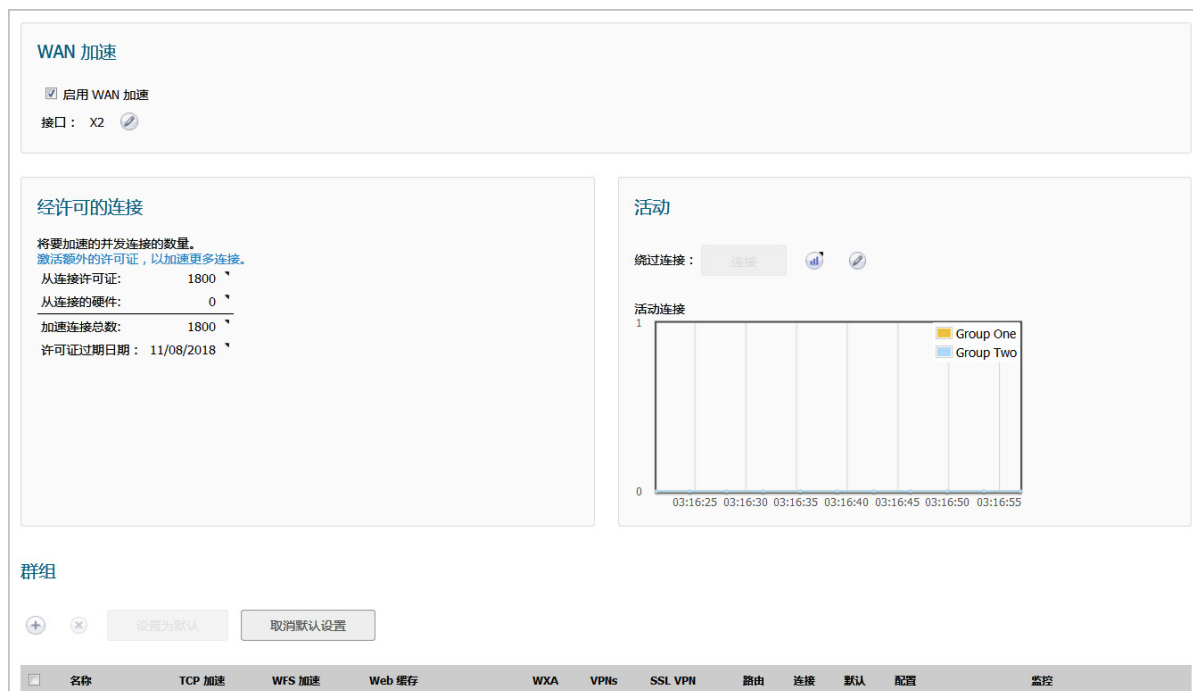 WAN 加速
启用 WAN 加速
接口： X2
经许可的连接
将要加速的并发连接的数量。
激活额外的许可证，以加速更多连接。
从连接许可证: 1800
从连接的硬件: 0
加速连接总数: 1800
许可证过期日期： 11/08/2018
活动
绕过连接： 连接
活动连接
1
Group One
Group Two
0
03:16:25 03:16:30 03:16:35 03:16:40 03:16:45 03:16:50 03:16:55
群组
设置为默认 取消默认设置
名称 TCP 加速 WFS 加速 Web 缓存 WXA VPNs SSL VPN 路由 连接 默认 配置 监控